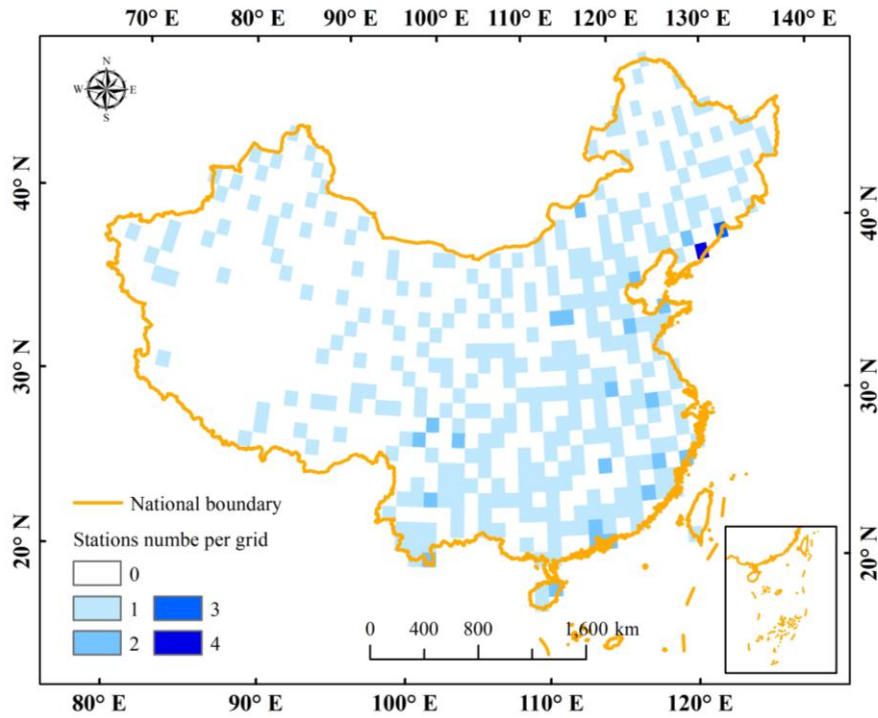 70° E 80° E 90° E 100° E 110° E 120° E 130° E 140° E
N
W E
S
40° N
40° N
30° N
30° N
20° N
20° N
National boundary
Stations numbe per grid
0
1 3
2 4
0 400 800 1,600 km
80° E 90° E 100° E 110° E 120° E